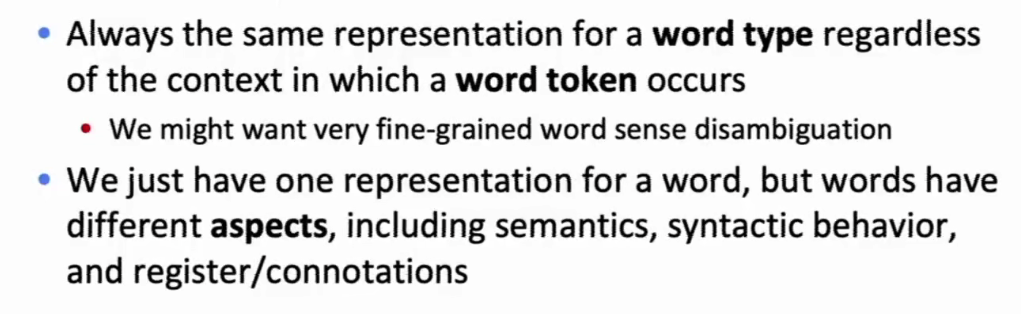 • Always the same representation for a word type regardless
of the context in which a word token occurs
• We might want very fine-grained word sense disambiguation
• We just have one representation for a word, but words have
different aspects, including semantics, syntactic behavior,
and register/connotations